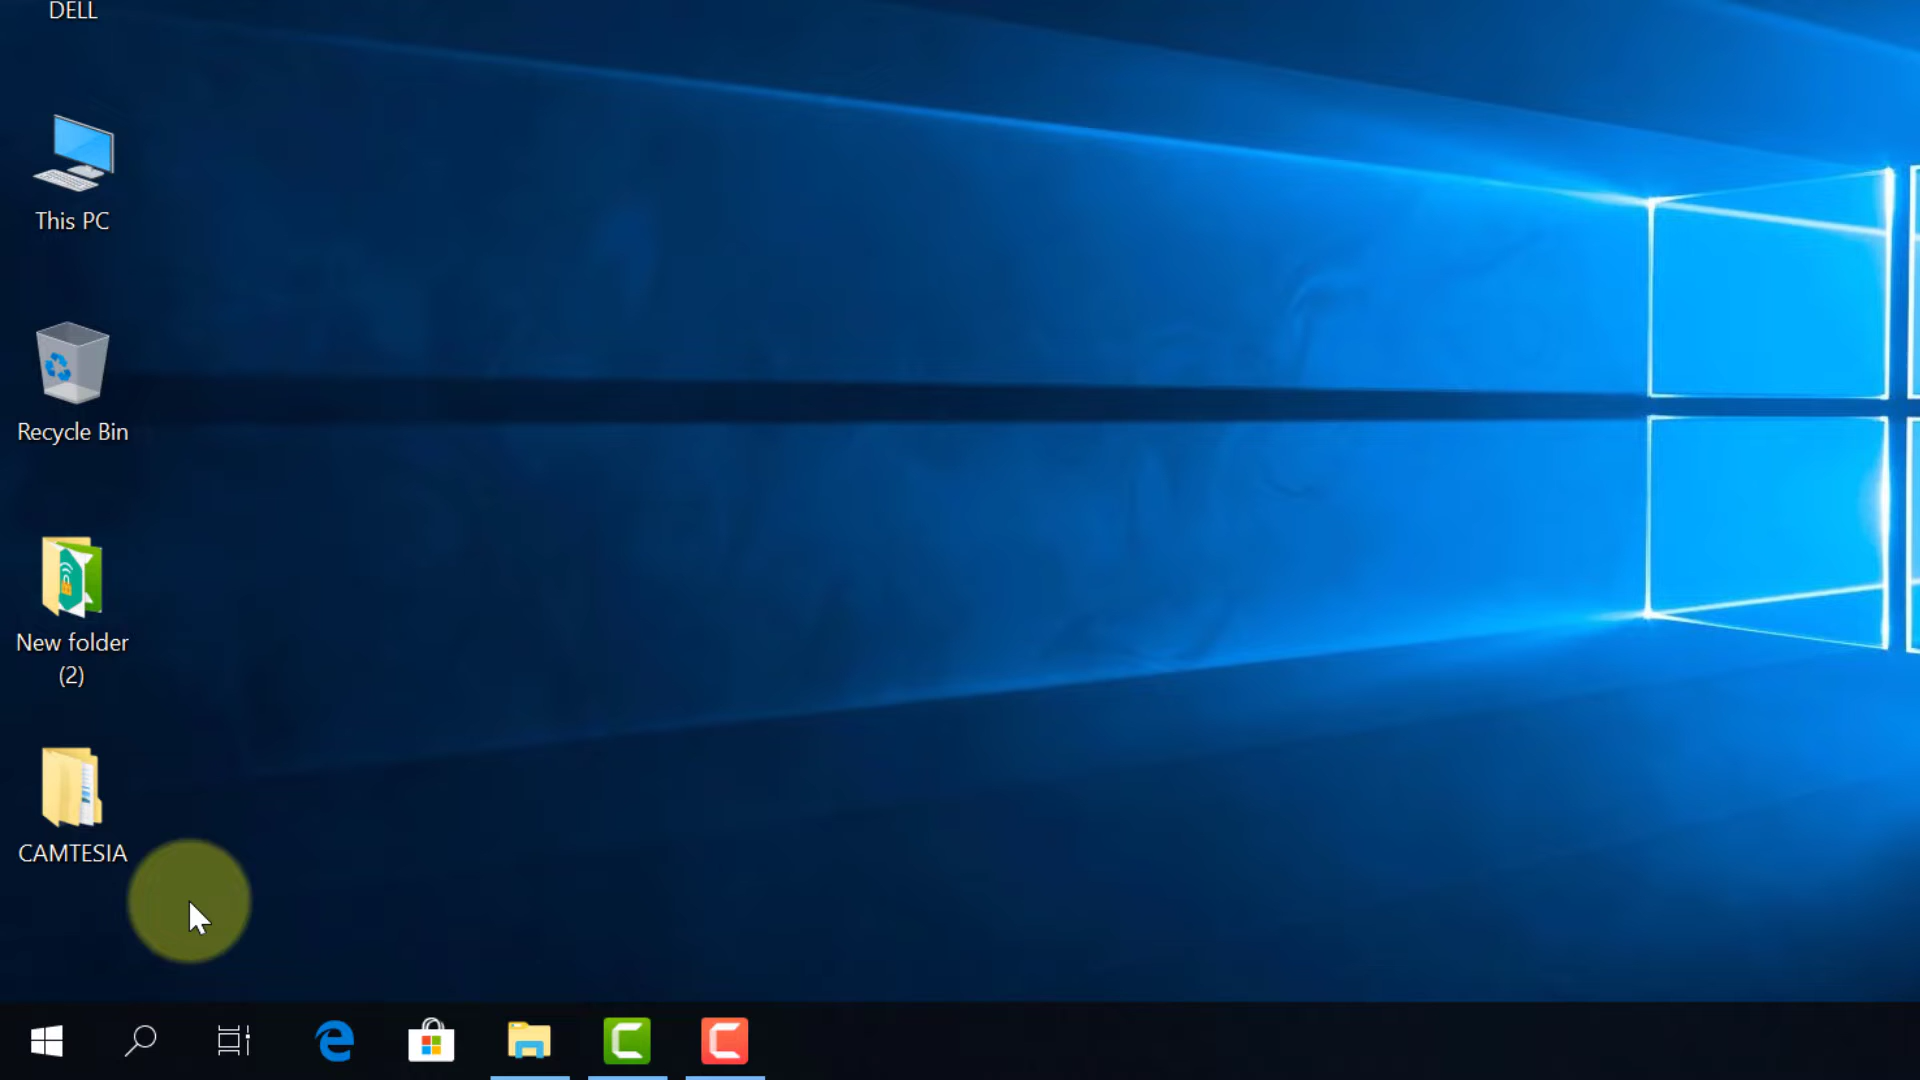 DELL
This PC
Recycle Bin
New folder
(2)
CAMTESIA